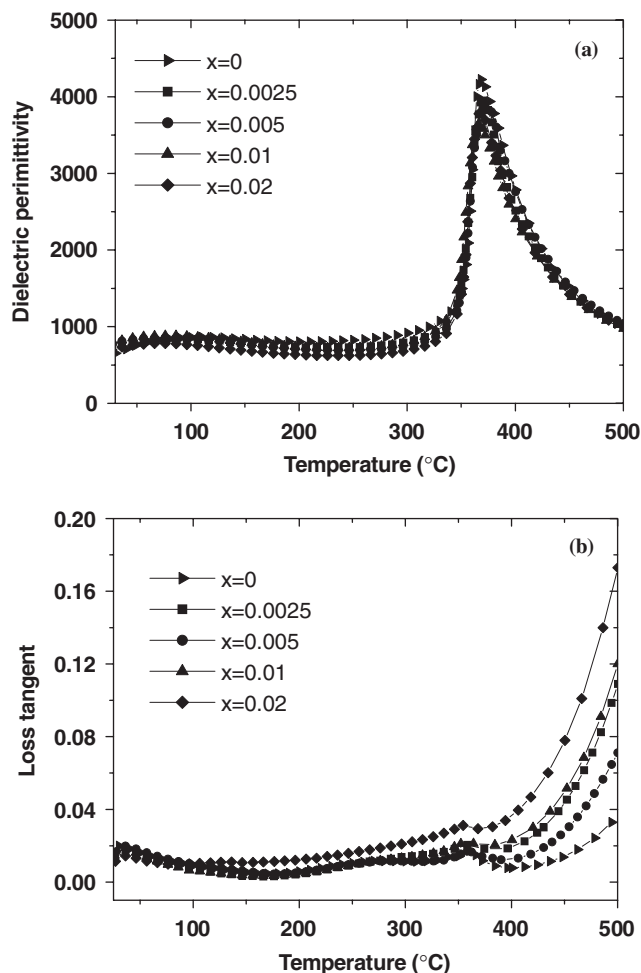 (a)
x=0
x=0.0025
x=0.005
x=0.01
x=0.02
Dielectric perimittivity
5000
4000
3000
2000
1000
0
100 200 300 400 500
Temperature (°C)
(b)
x=0
x=0.0025
x=0.005
x=0.01
x=0.02
Loss tangent
0.20
0.16
0.12
0.08
0.04
0.00
100 200 300 400 500
Temperature (°C)